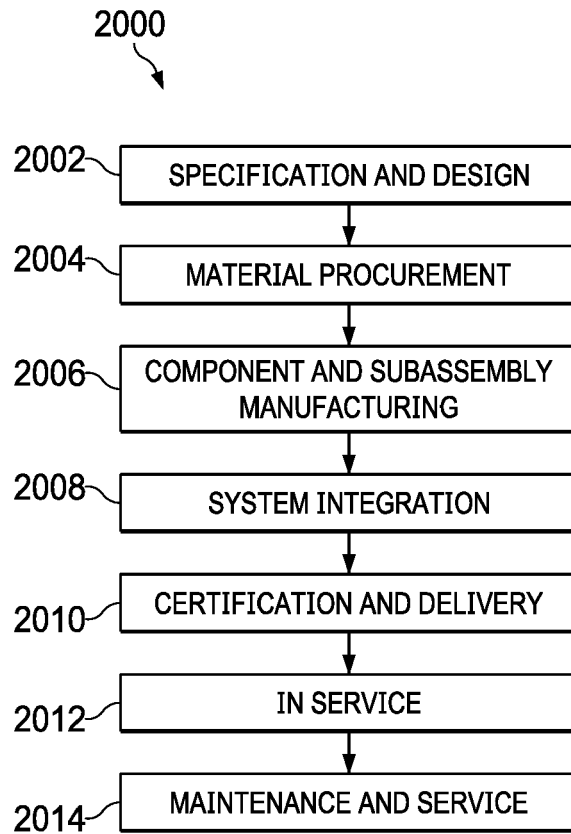 2000
2002
SPECIFICATION AND DESIGN
2004
MATERIAL PROCUREMENT
2006
COMPONENT AND SUBASSEMBLY
MANUFACTURING
2008
SYSTEM INTEGRATION
2010
CERTIFICATION AND DELIVERY
2012
IN SERVICE
2014
MAINTENANCE AND SERVICE